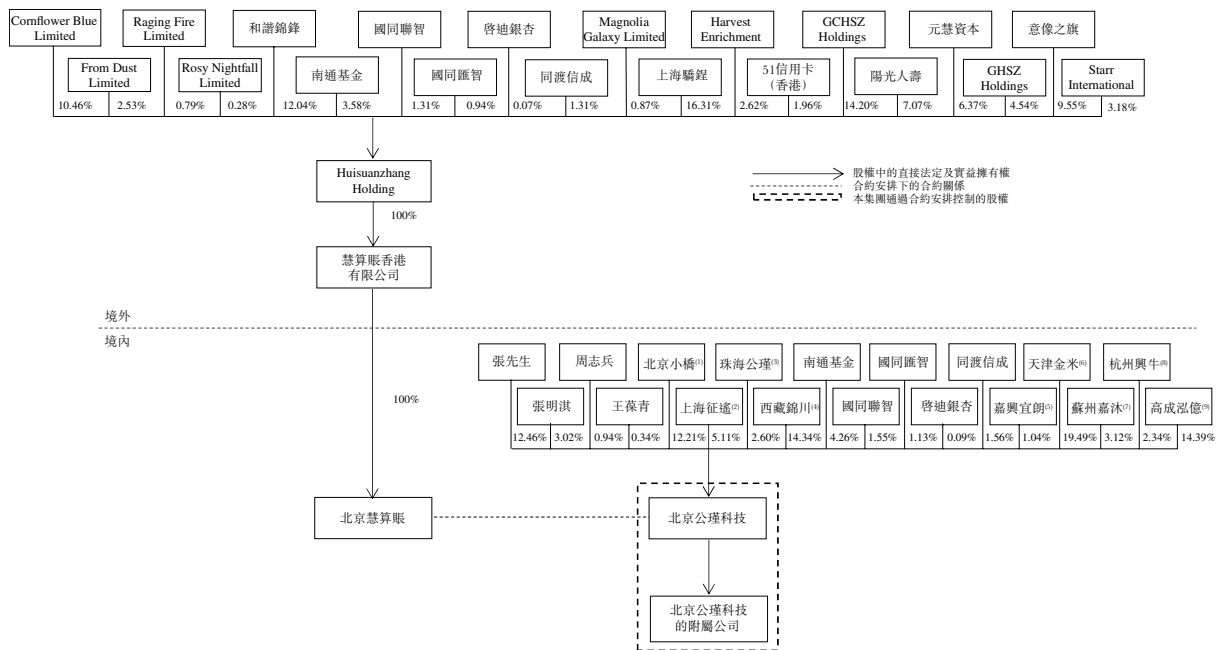 Cornflower Blue
Limited
Raging Fire
Limited
和諧錦鋒
國同聯智
啓迪銀杏
Magnolia
Galaxy Limited
Harvest
Enrichment
GCHSZ
Holdings
元慧資本
意像之旗
From Dust
Limited
Rosy Nightfall
Limited
南通基金
國同匯智
同渡信成
上海驕鋥
51信用卡
(香港)
陽光人壽
GHSZ
Holdings
Starr
International
10.46%
2.53%
0.79%
0.28%
12.04%
3.58%
1.31%
0.94%
0.07%
1.31%
0.87%
16.31%
2.62%
1.96%
14.20%
7.07%
6.37%
4.54%
9.55%
3.18%
Huisuanzhang
Holding
股權中的直接法定及實益擁有權
合約安排下的合約關係
本集團通過合約安排控制的股權
100%
慧算賬香港
有限公司
境外
境內
張先生
周志兵
北京小橋(1)
珠海公瑾(3)
南通基金
國同匯智
同渡信成
天津金米(6)
杭州興牛(8)
100%
張明淇
王葆青
上海征遙(2)
西藏錦川(4)
國同聯智
啓迪銀杏
嘉興宜朗(5)
蘇州嘉沐(7)
高成泓億(9)
12.46%
3.02%
0.94%
0.34%
12.21%
5.11%
2.60%
14.34%
4.26%
1.55%
1.13%
0.09%
1.56%
1.04%
19.49%
3.12%
2.34%
14.39%
北京慧算賬
北京公瑾科技
北京公瑾科技
的附屬公司